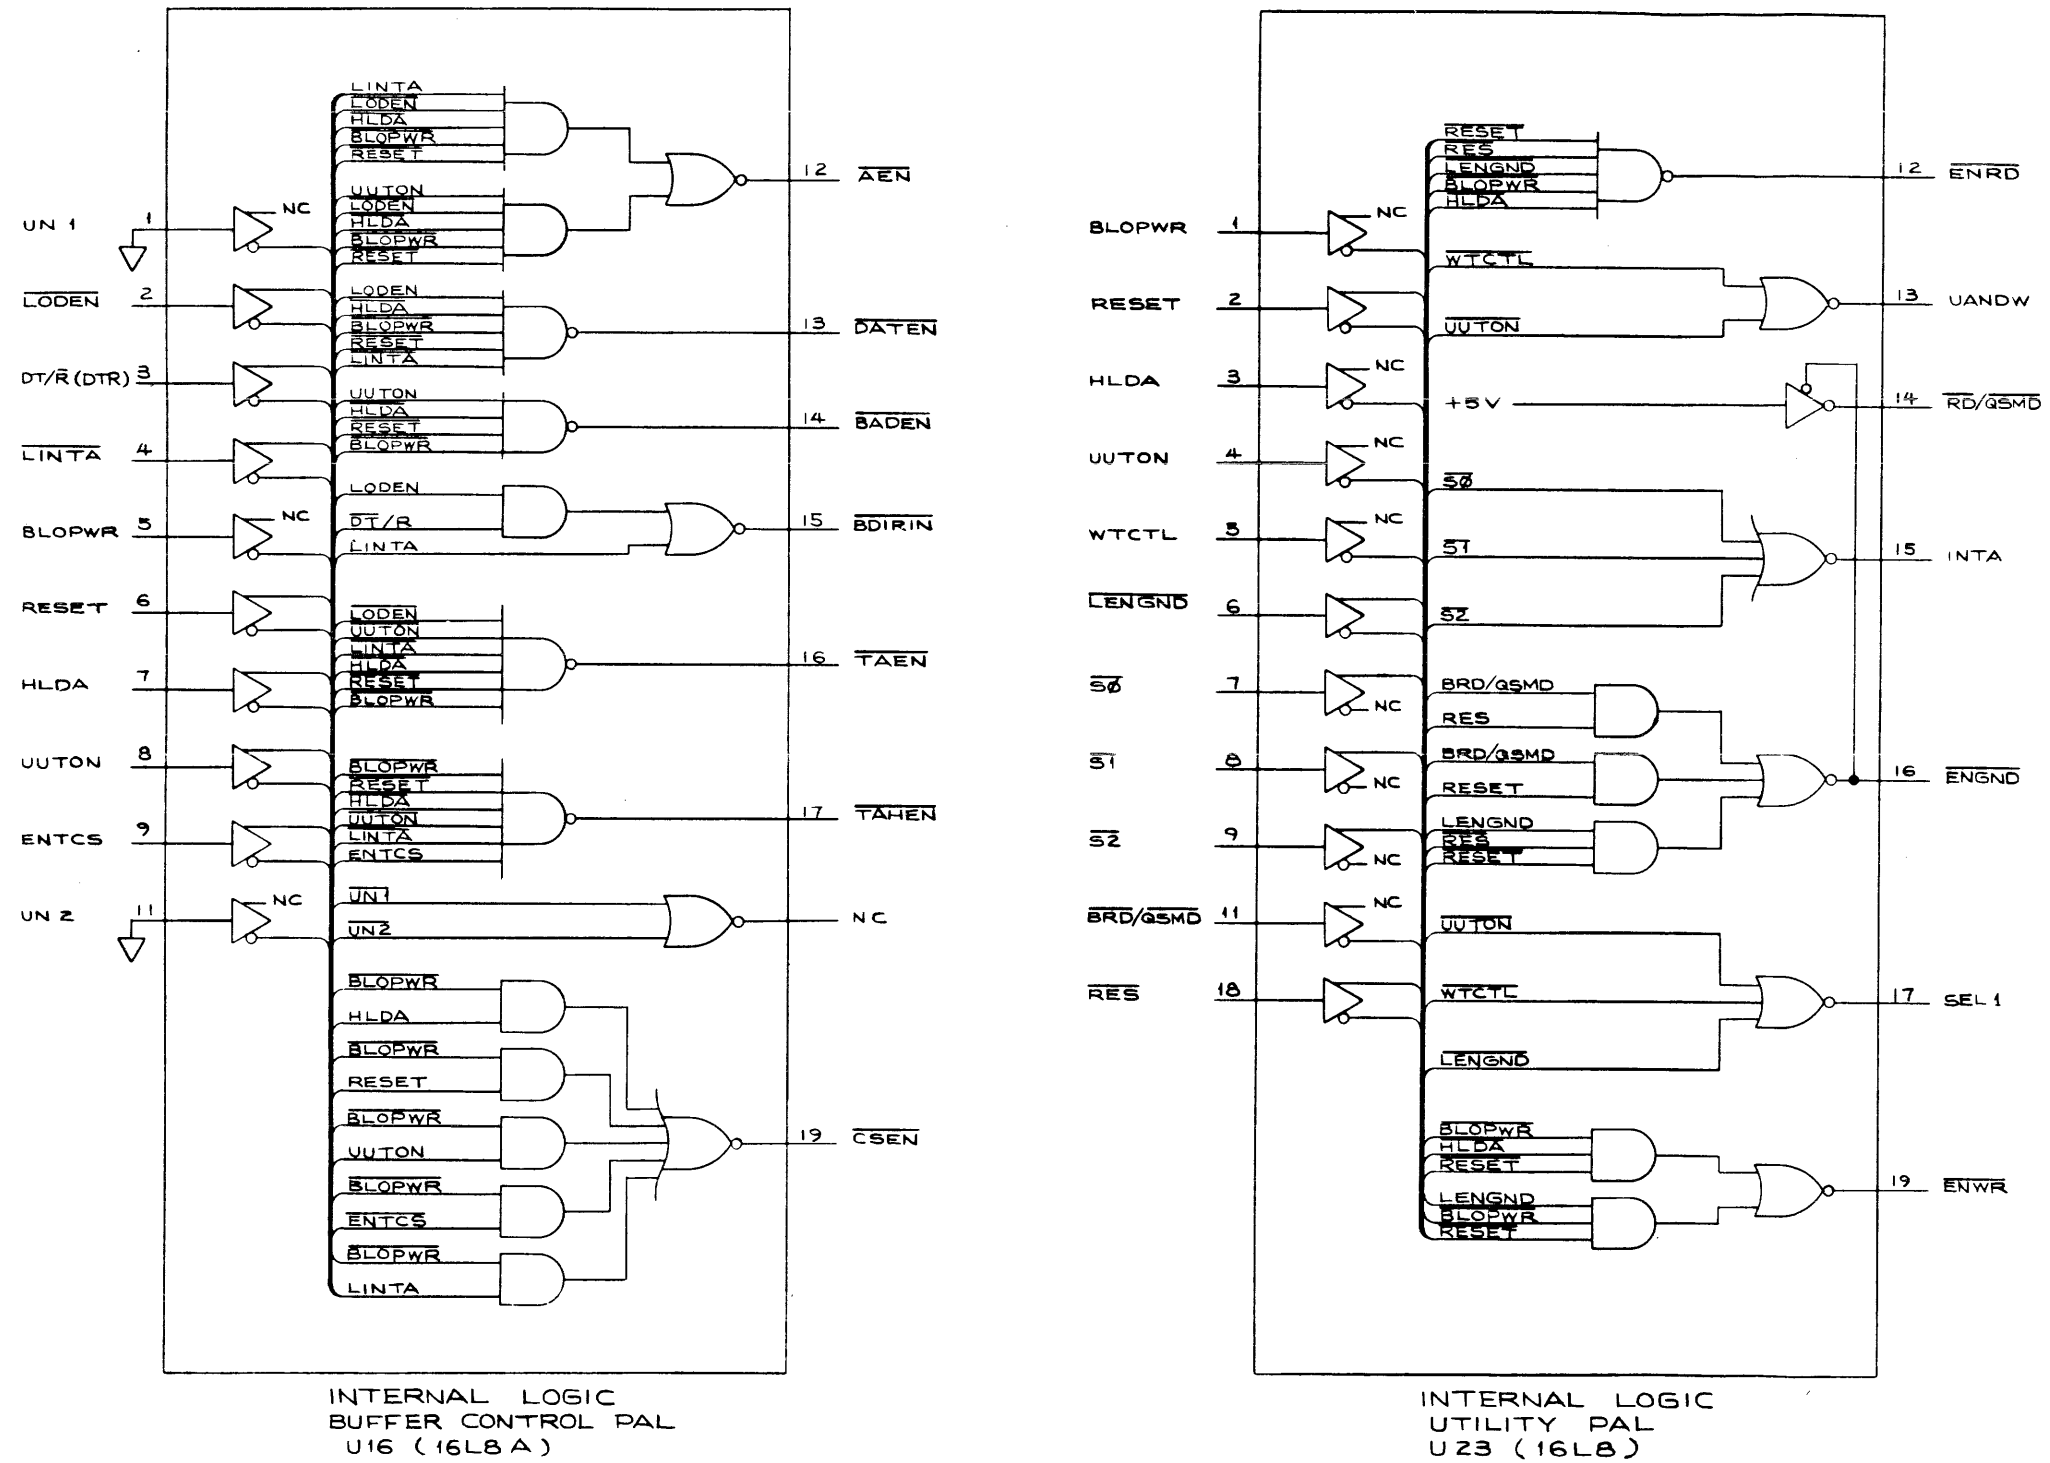 UN 1
LODEN
DT/R (DTR)
LINTA
BLOPWR
RESET
HLDA
UUTON
ENTCS
UN 2
1
2
3
4
5
6
7
8
9
11
NC
NC
NC
LINTA
LODEN
HLDA
BLOPWR
RESET
UUTON
LODEN
HLDA
BLOPWR
RESET
12 AEN
LODEN
HLDA
BLOPWR
RESET
LINTA
13 DATEN
UUTON
HLDA
RESET
BLOPWR
14 BADEN
LODEN
DT/R
LINTA
15 BDIRIN
LODEN
UUTON
LINTA
HLDA
RESET
BLOPWR
16 TAEN
BLOPWR
RESET
HLDA
UUTON
LINTA
ENTCS
17 TAHEN
UN1
UN2
NC
BLOPWR
HLDA
BLOPWR
RESET
BLOPWR
UUTON
BLOPWR
ENTCS
BLOPWR
LINTA
19 CSEN
INTERNAL LOGIC
BUFFER CONTROL PAL
U16 (16L8A)
BLOPWR 1
RESET 2
HLDA 3
UUTON 4
WTCTL 5
LENGND 6
SØ 7
S1 8
S2 9
BRD/QSMD 11
RES 18
NC
NC
NC
NC
NC
NC
NC
NC
RESET
RES
LENGND
BLOPWR
HLDA
12 ENRD
WTCTL
UUTON
13 UANDW
+5V
14 RD/QSMD
SØ
S1
S2
15 INTA
BRD/QSMD
RES
BRD/QSMD
RESET
LENGND
RES
RESET
16 ENGND
UUTON
WTCTL
LENGND
17 SEL 1
BLOPWR
HLDA
RESET
LENGND
BLOPWR
RESET
19 ENWR
INTERNAL LOGIC
UTILITY PAL
U23 (16L8)